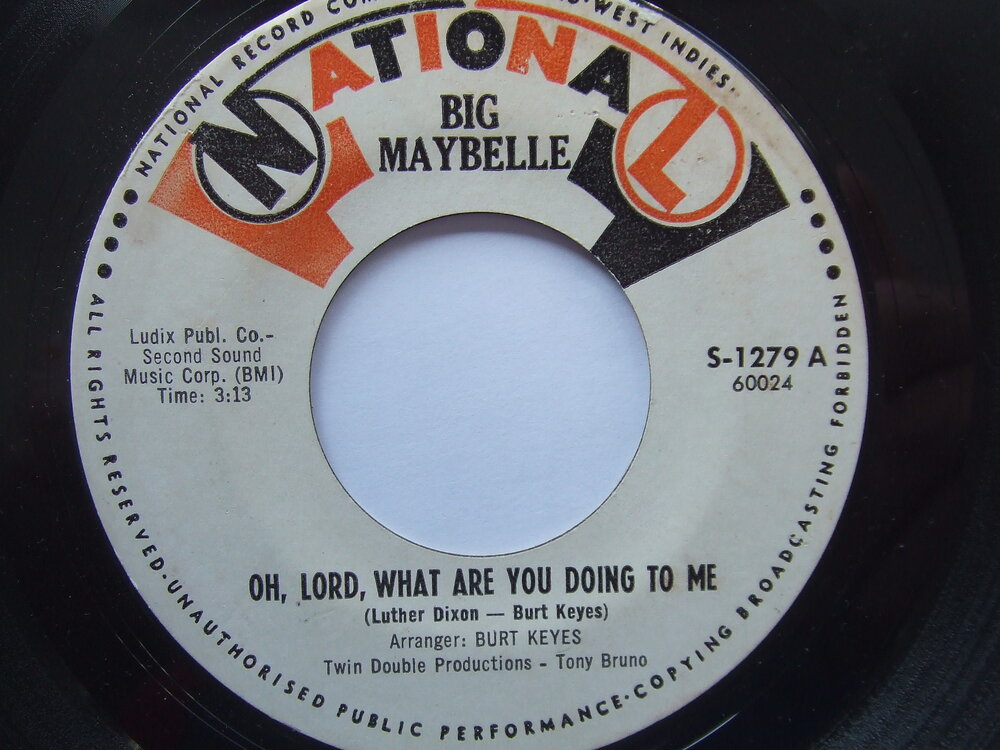 NATIONAL RECORD WEST INDIES.
NATIONAL
BIG
MAYBELLE
Ludix Publ. Co.-
Second Sound
Music Corp. (BMI)
Time: 3:13
S-1279 A
60024
OH, LORD, WHAT ARE YOU DOING TO ME
(Luther Dixon — Burt Keyes)
Arranger: BURT KEYES
Twin Double Productions - Tony Bruno
ALL RIGHTS RESERVED·UNAUTHORISED PUBLIC PERFORMANCE·COPYING BROADCASTING FORBIDDEN